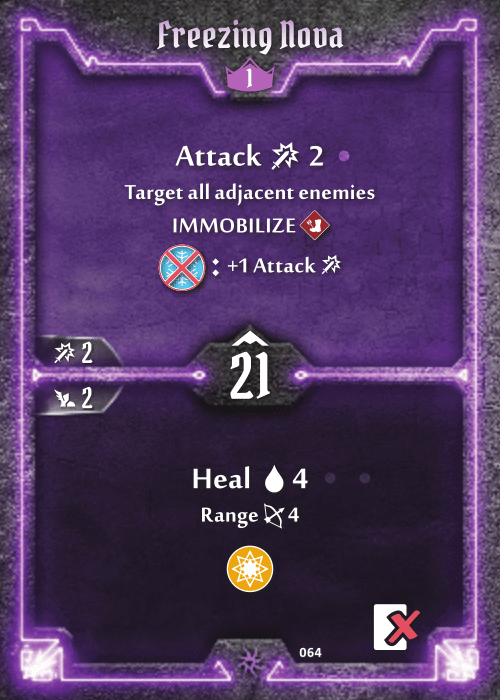 Freezing Nova
1
Attack 2
Target all adjacent enemies
IMMOBILIZE
: +1 Attack
2
21
2
Heal 4
Range 4
064